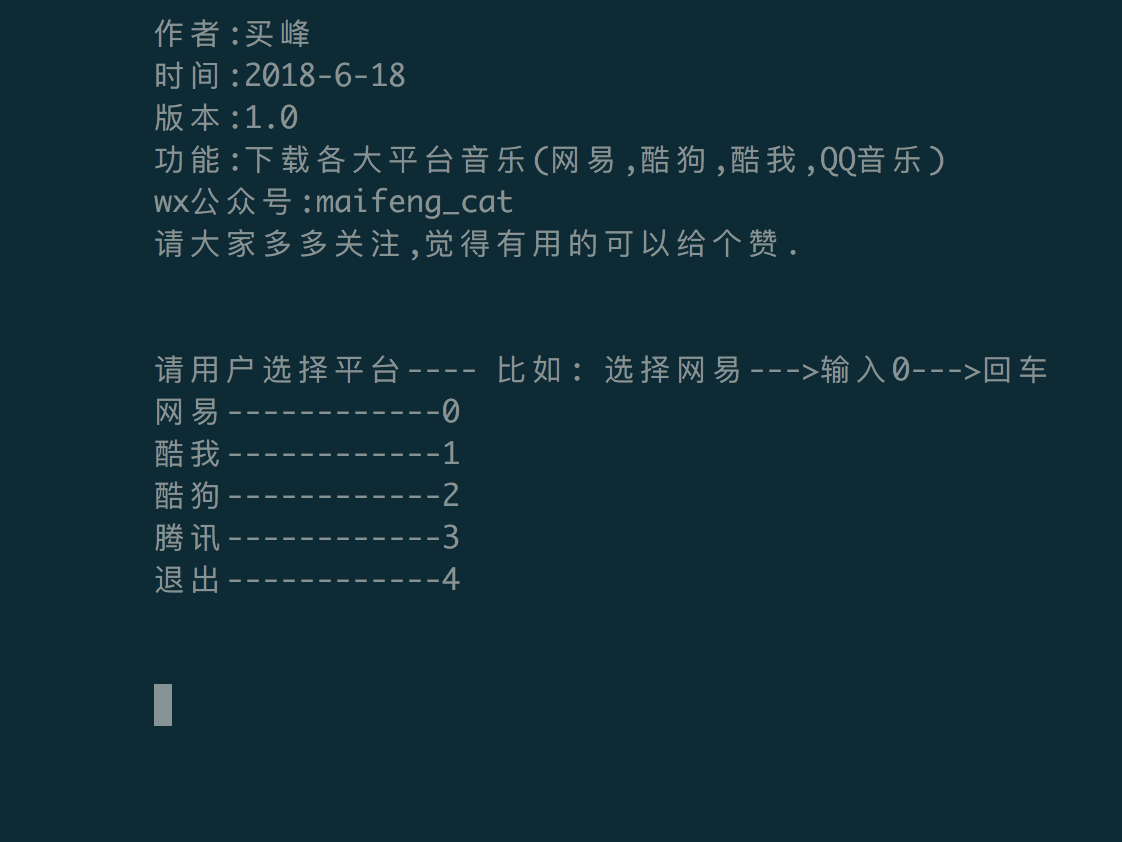 作者:买峰
时间:2018-6-18
版本:1.0
功能:下载各大平台音乐(网易,酷狗,酷我,QQ音乐)
wx公众号:maifeng_cat
请大家多多关注,觉得有用的可以给个赞.
请用户选择平台---- 比如: 选择网易--->输入0--->回车
网易------------0
酷我------------1
酷狗------------2
腾讯------------3
退出------------4